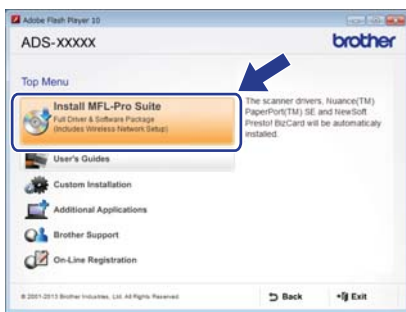 Adobe Flash Player 10
ADS-XXXXX
brother
Top Menu
Install MFL-Pro Suite
Full Driver & Software Package
(Includes Wireless Network Setup)
The scanner drivers, Nuance(TM)
PaperPort(TM) SE and NewSoft
Presto! BizCard will be automaticaly
installed.
User's Guides
Custom Installation
Additional Applications
Brother Support
On-Line Registration
© 2001-2013 Brother Industries, Ltd. All Rights Reserved.
Back
Exit